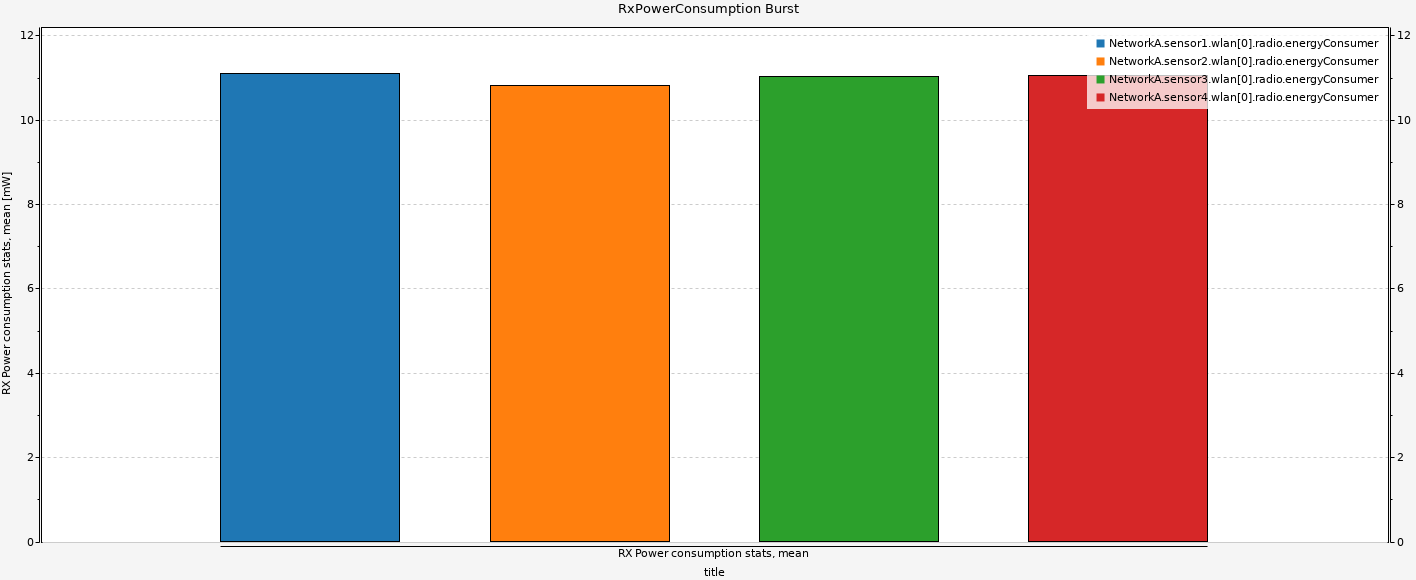 RxPowerConsumption Burst
12
10
8
6
4
2
0
RX Power consumption stats, mean [mW]
NetworkA.sensor1.wlan[0].radio.energyConsumer
NetworkA.sensor2.wlan[0].radio.energyConsumer
NetworkA.sensor3.wlan[0].radio.energyConsumer
NetworkA.sensor4.wlan[0].radio.energyConsumer
12
10
8
6
4
2
0
RX Power consumption stats, mean
title